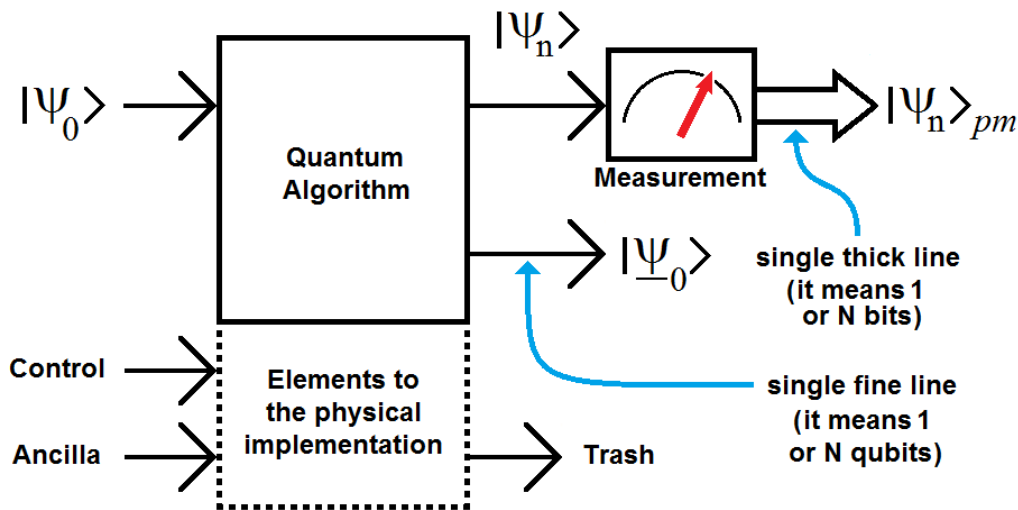 |Ψn⟩
|Ψ0⟩
|Ψn⟩pm
Quantum
Algorithm
Measurement
|Ψ0⟩
single thick line
(it means 1
or N bits)
Control
Elements to
the physical
implementation
single fine line
(it means 1
or N qubits)
Ancilla
Trash